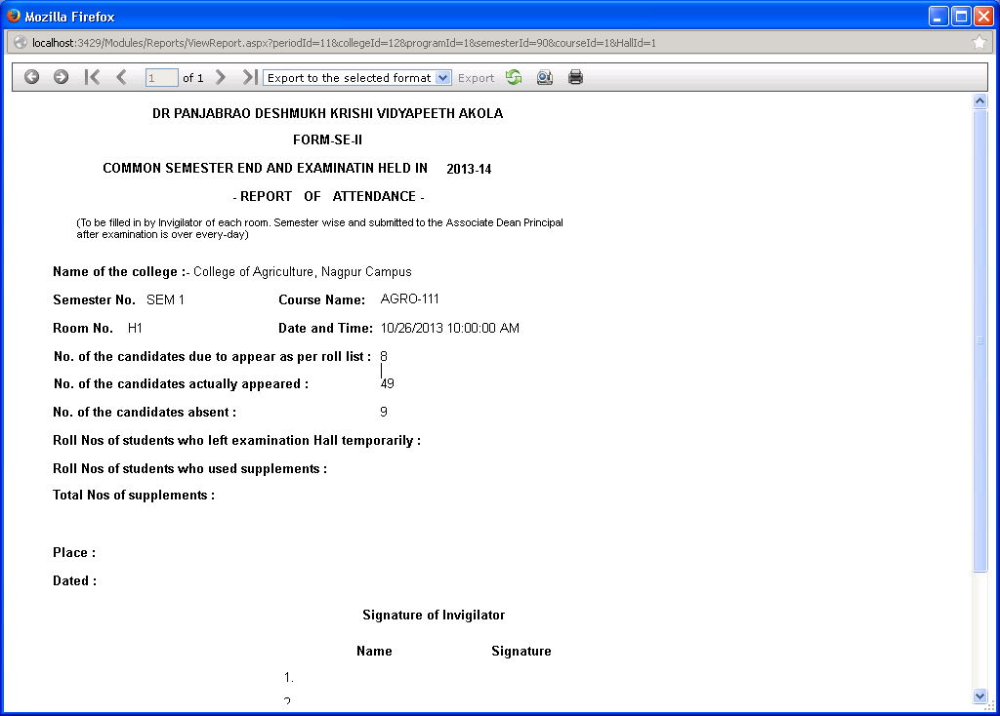 Mozilla Firefox
localhost:3429/Modules/Reports/ViewReport.aspx?periodId=11&collegeId=12&programId=1&semesterId=90&courseId=1&HallId=1
1 of 1 Export to the selected format Export
DR PANJABRAO DESHMUKH KRISHI VIDYAPEETH AKOLA
FORM-SE-II
COMMON SEMESTER END AND EXAMINATIN HELD IN 2013-14
- REPORT OF ATTENDANCE -
(To be filled in by Invigilator of each room. Semester wise and submitted to the Associate Dean Principal
after examination is over every-day)
Name of the college :- College of Agriculture, Nagpur Campus
Semester No. SEM 1 Course Name: AGRO-111
Room No. H1 Date and Time: 10/26/2013 10:00:00 AM
No. of the candidates due to appear as per roll list : 8
No. of the candidates actually appeared : 49
No. of the candidates absent : 9
Roll Nos of students who left examination Hall temporarily :
Roll Nos of students who used supplements :
Total Nos of supplements :
Place :
Dated :
Signature of Invigilator
Name Signature
1.
2